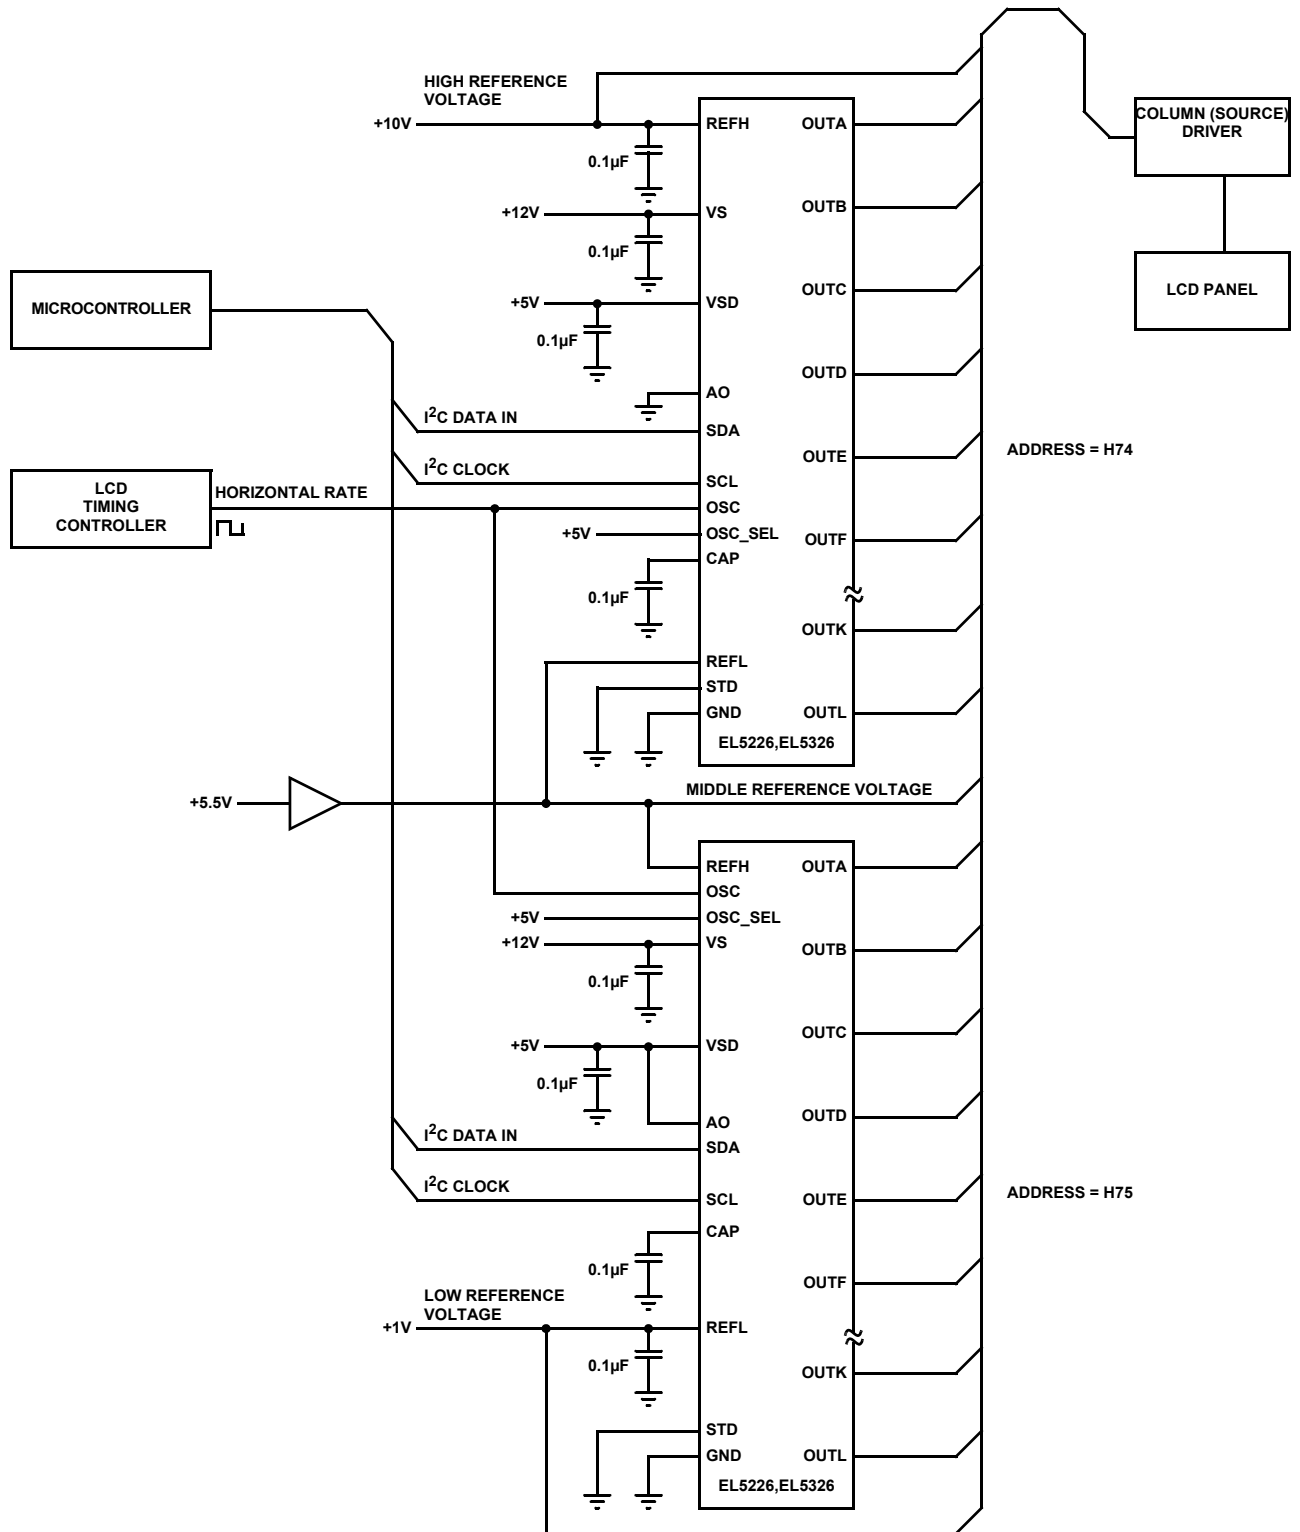 HIGH REFERENCE
VOLTAGE
+10V
REFH
OUTA
COLUMN (SOURCE)
DRIVER
0.1µF
+12V
VS
OUTB
0.1µF
MICROCONTROLLER
+5V
VSD
OUTC
LCD PANEL
0.1µF
OUTD
AO
I²C DATA IN
SDA
OUTE
ADDRESS = H74
I²C CLOCK
SCL
LCD
TIMING
CONTROLLER
HORIZONTAL RATE
OSC
+5V
OSC_SEL
OUTF
CAP
0.1µF
OUTK
REFL
STD
GND
OUTL
EL5226,EL5326
+5.5V
MIDDLE REFERENCE VOLTAGE
REFH
OUTA
OSC
+5V
OSC_SEL
+12V
VS
OUTB
0.1µF
OUTC
+5V
VSD
0.1µF
OUTD
AO
I²C DATA IN
SDA
I²C CLOCK
SCL
OUTE
ADDRESS = H75
CAP
0.1µF
OUTF
LOW REFERENCE
VOLTAGE
+1V
REFL
0.1µF
OUTK
STD
GND
OUTL
EL5226,EL5326